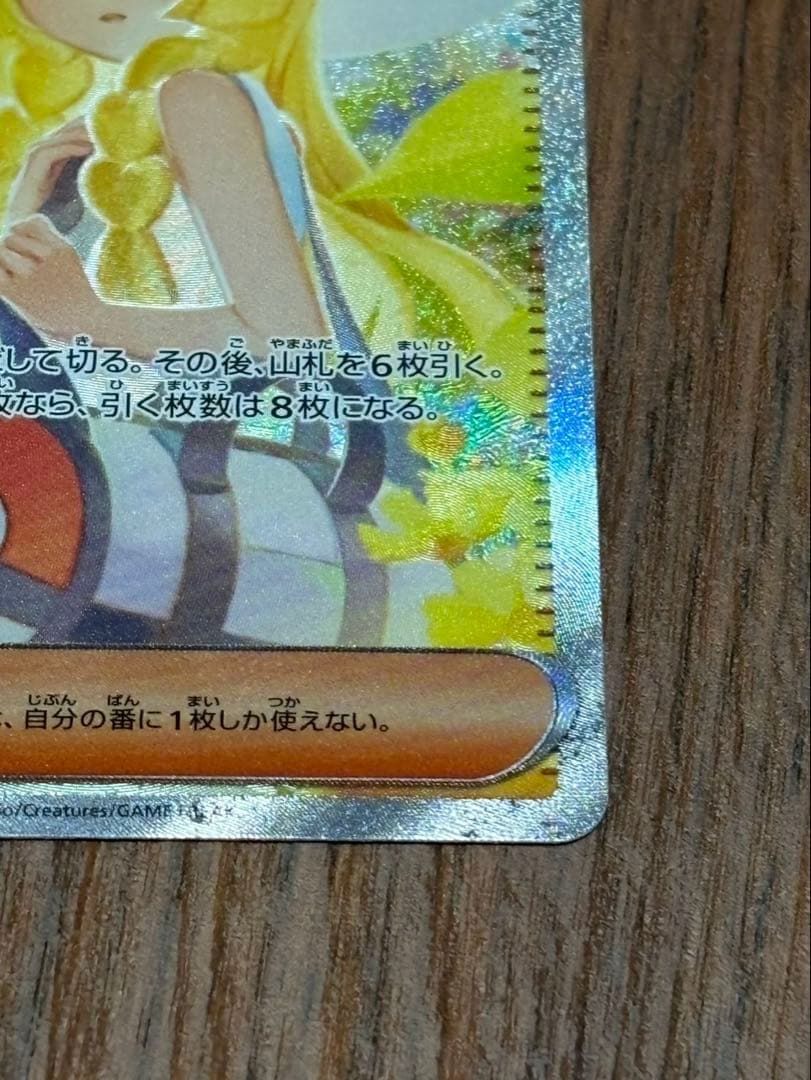 して切る。その後、山札を6枚引く。
枚なら、引く枚数は8枚になる。
、自分の番に1枚しか使えない。
o/Creatures/GAME FREAK